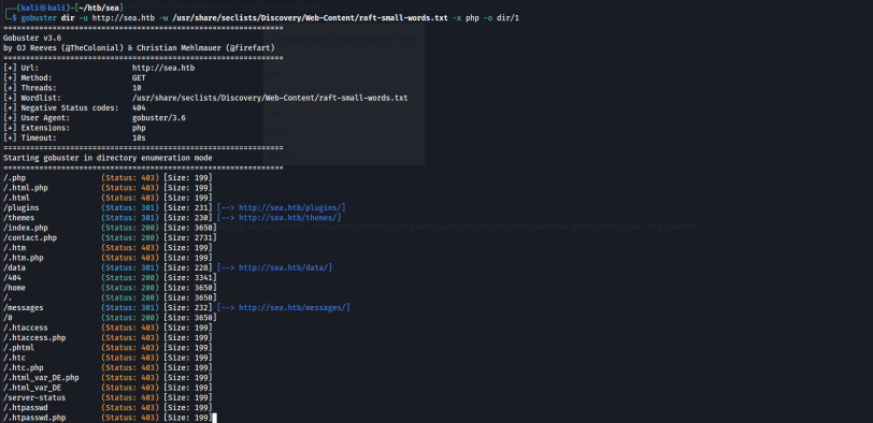 (kali㉿kali)-[~/htb/sea]
$ gobuster dir -u http://sea.htb -w /usr/share/seclists/Discovery/Web-Content/raft-small-words.txt -x php -o dir/1
===============================================================
Gobuster v3.6
by OJ Reeves (@TheColonial) & Christian Mehlmauer (@firefart)
===============================================================
[+] Url: http://sea.htb
[+] Method: GET
[+] Threads: 10
[+] Wordlist: /usr/share/seclists/Discovery/Web-Content/raft-small-words.txt
[+] Negative Status codes: 404
[+] User Agent: gobuster/3.6
[+] Extensions: php
[+] Timeout: 10s
===============================================================
Starting gobuster in directory enumeration mode
===============================================================
/.php (Status: 403) [Size: 199]
/.html.php (Status: 403) [Size: 199]
/.html (Status: 403) [Size: 199]
/plugins (Status: 301) [Size: 231] [--> http://sea.htb/plugins/]
/themes (Status: 301) [Size: 230] [--> http://sea.htb/themes/]
/index.php (Status: 200) [Size: 3650]
/contact.php (Status: 200) [Size: 2731]
/.htm (Status: 403) [Size: 199]
/.htm.php (Status: 403) [Size: 199]
/data (Status: 301) [Size: 228] [--> http://sea.htb/data/]
/404 (Status: 200) [Size: 3341]
/home (Status: 200) [Size: 3650]
/. (Status: 200) [Size: 3650]
/messages (Status: 301) [Size: 232] [--> http://sea.htb/messages/]
/0 (Status: 200) [Size: 3650]
/.htaccess (Status: 403) [Size: 199]
/.htaccess.php (Status: 403) [Size: 199]
/.phtml (Status: 403) [Size: 199]
/.htc (Status: 403) [Size: 199]
/.htc.php (Status: 403) [Size: 199]
/.html_var_DE.php (Status: 403) [Size: 199]
/.html_var_DE (Status: 403) [Size: 199]
/server-status (Status: 403) [Size: 199]
/.htpasswd (Status: 403) [Size: 199]
/.htpasswd.php (Status: 403) [Size: 199]